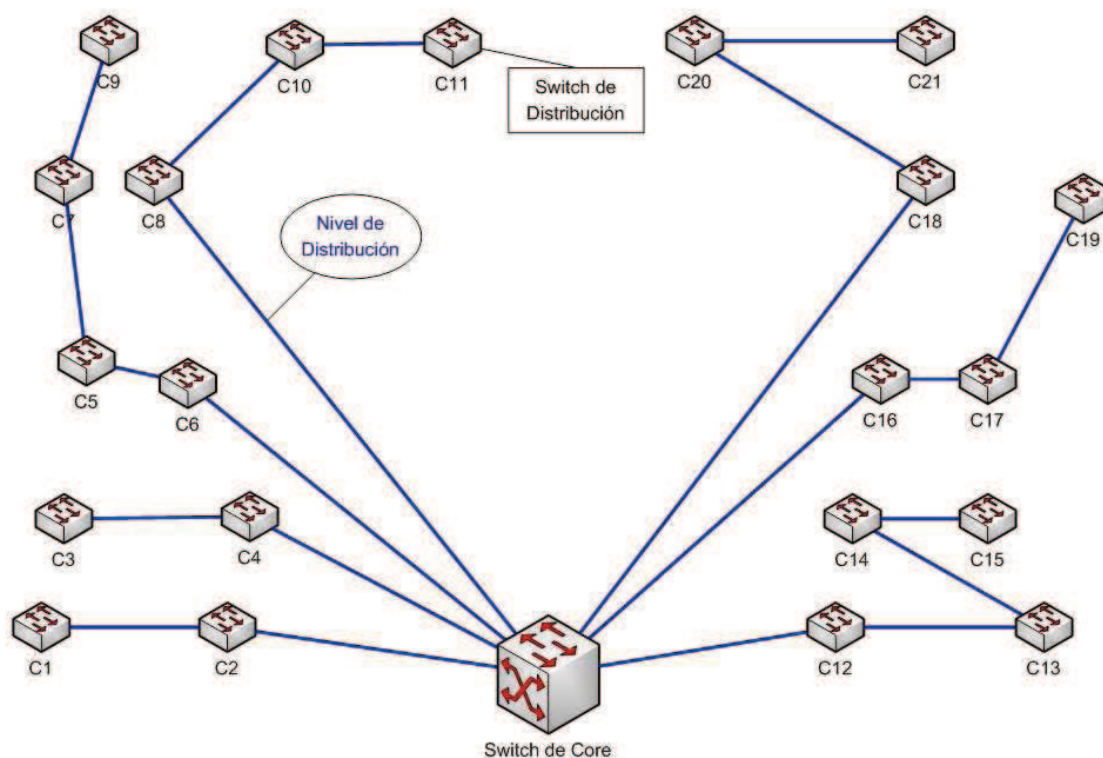 C9
C10
C11
Switch de
Distribución
C20
C21
C7
C8
Nivel de
Distribución
C18
C19
C5
C6
C16
C17
C3
C4
C14
C15
C1
C2
C12
C13
Switch de Core